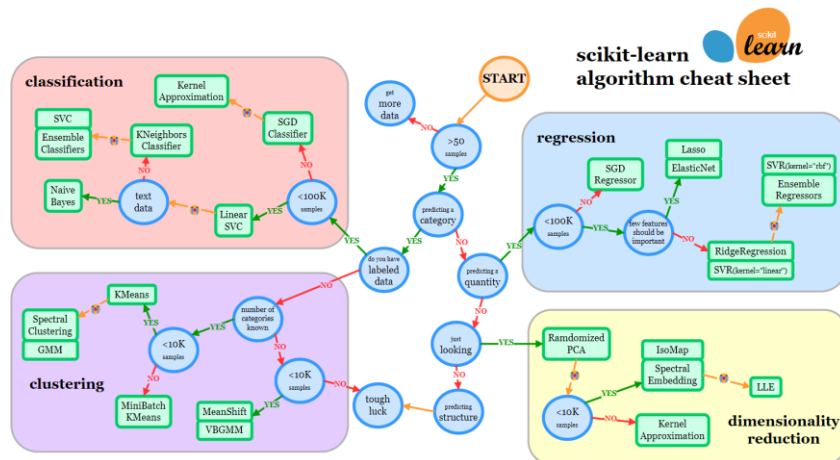 scikit-learn
algorithm cheat sheet
scikit
learn
START
get
more
data
NO
>50
samples
YES
predicting a
category
YES
NO
do you have
labeled
data
YES
NO
predicting a
quantity
YES
NO
just
looking
YES
NO
predicting
structure
tough
luck
classification
Kernel
Approximation
SGD
Classifier
NO
<100K
samples
YES
Linear
SVC
text
data
YES
Naive
Bayes
NO
KNeighbors
Classifier
SVC
Ensemble
Classifiers
regression
<100K
samples
NO
SGD
Regressor
YES
few features
should be
important
YES
Lasso
ElasticNet
NO
RidgeRegression
SVR(kernel="linear")
SVR(kernel="rbf")
Ensemble
Regressors
clustering
number of
categories
known
YES
<10K
samples
YES
KMeans
Spectral
Clustering
GMM
NO
MiniBatch
KMeans
NO
<10K
samples
YES
MeanShift
VBGMM
NO
dimensionality
reduction
Randomized
PCA
<10K
samples
YES
IsoMap
Spectral
Embedding
LLE
NO
Kernel
Approximation